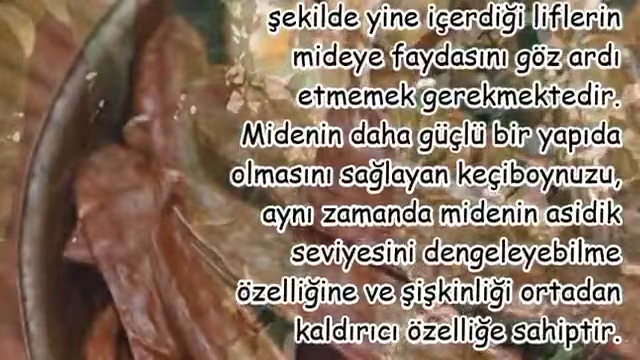 şekilde yine içerdiği liflerin
mideye faydasını göz ardı
etmemek gerekmektedir.
Midenin daha güçlü bir yapıda
olmasını sağlayan keçiboynuzu,
aynı zamanda midenin asidik
seviyesini dengeleyebilme
özelliğine ve şişkinliği ortadan
kaldırıcı özelliğe sahiptir.